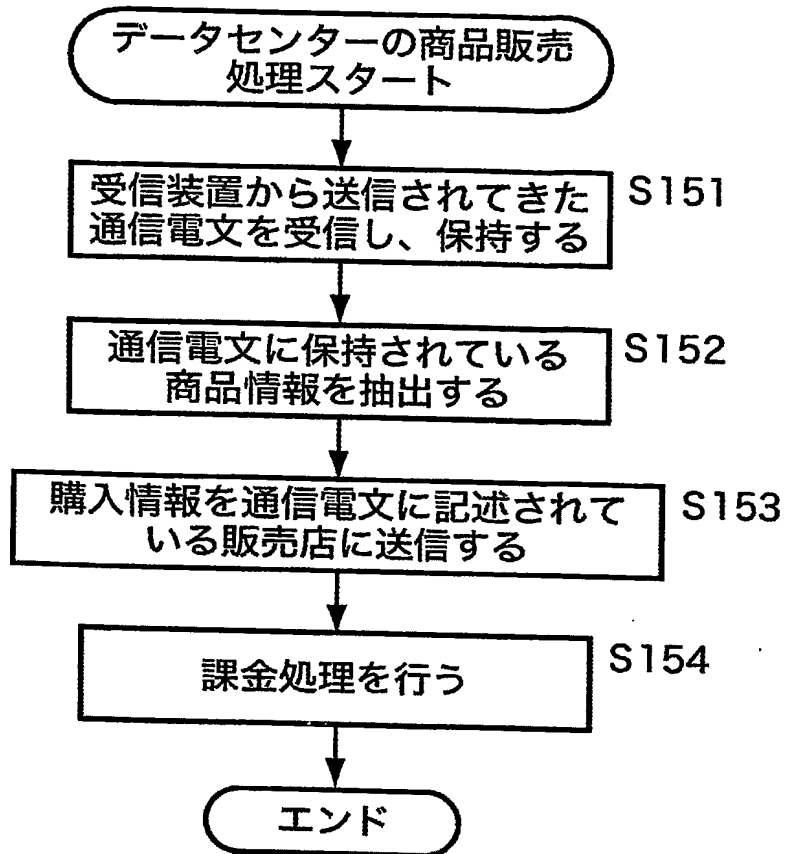 データセンターの商品販売
処理スタート
受信装置から送信されてきた
通信電文を受信し、保持する
S151
通信電文に保持されている
商品情報を抽出する
S152
購入情報を通信電文に記述されて
いる販売店に送信する
S153
課金処理を行う
S154
エンド